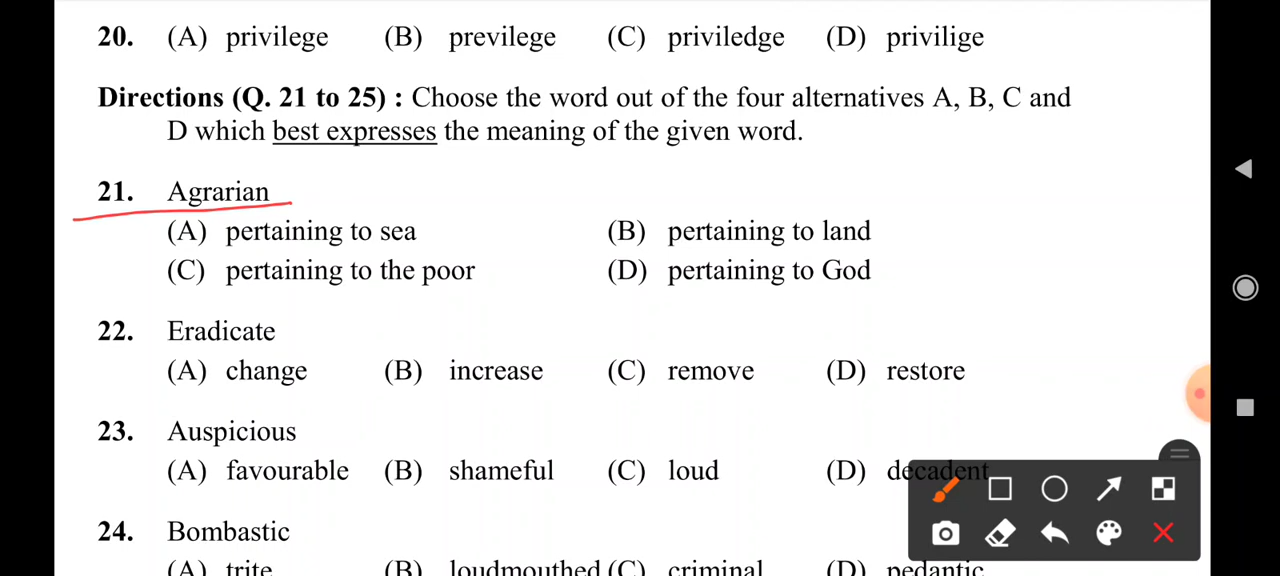 20. (A) privilege (B) previlege (C) priviledge (D) privilige
Directions (Q. 21 to 25) : Choose the word out of the four alternatives A, B, C and
D which best expresses the meaning of the given word.
21. Agrarian
(A) pertaining to sea (B) pertaining to land
(C) pertaining to the poor (D) pertaining to God
22. Eradicate
(A) change (B) increase (C) remove (D) restore
23. Auspicious
(A) favourable (B) shameful (C) loud (D) decadent
24. Bombastic
(A) trite (B) loudmouthed (C) criminal (D) pedantic